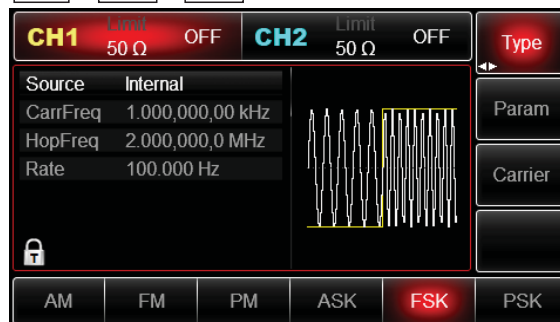 CH1 Limit 50 Ω OFF CH2 Limit 50 Ω OFF Type
Source Internal
CarrFreq 1.000,000,00 kHz Param
HopFreq 2.000,000,0 MHz
Rate 100.000 Hz Carrier
T
AM FM PM ASK FSK PSK